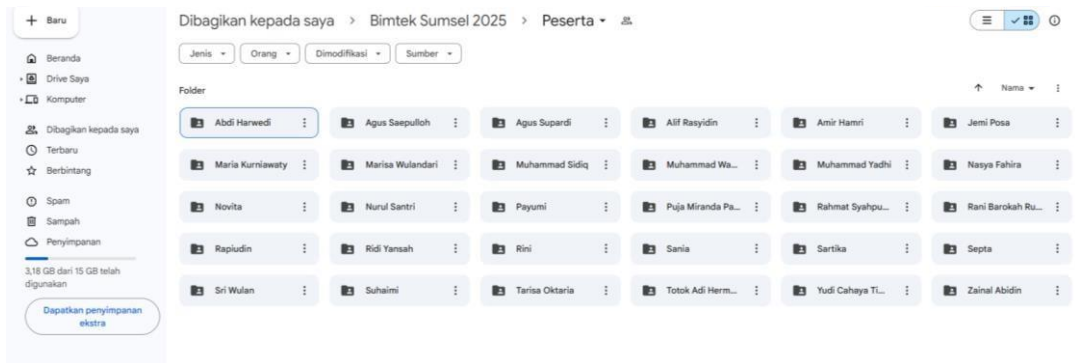 Baru
Beranda
Drive Saya
Komputer
Dibagikan kepada saya
Terbaru
Berbintang
Spam
Sampah
Penyimpanan
3,18 GB dari 15 GB telah
digunakan
Dapatkan penyimpanan
ekstra
Dibagikan kepada saya > Bimtek Sumsel 2025 > Peserta
Jenis Orang Dimodifikasi Sumber
Folder Nama
Abdi Harwedi Agus Saepulloh Agus Supardi Alif Rasyidin Amir Hamri Jemi Posa
Maria Kurniawaty Marisa Wulandari Muhammad Sidiq Muhammad Wa... Muhammad Yadhi Nasya Fahira
Novita Nurul Santri Payumi Puja Miranda Pa... Rahmat Syahpu... Rani Barokah Ru...
Rapiudin Ridi Yansah Rini Sania Sartika Septa
Sri Wulan Suhaimi Tarisa Oktaria Totok Adi Herm... Yudi Cahaya Ti... Zainal Abidin